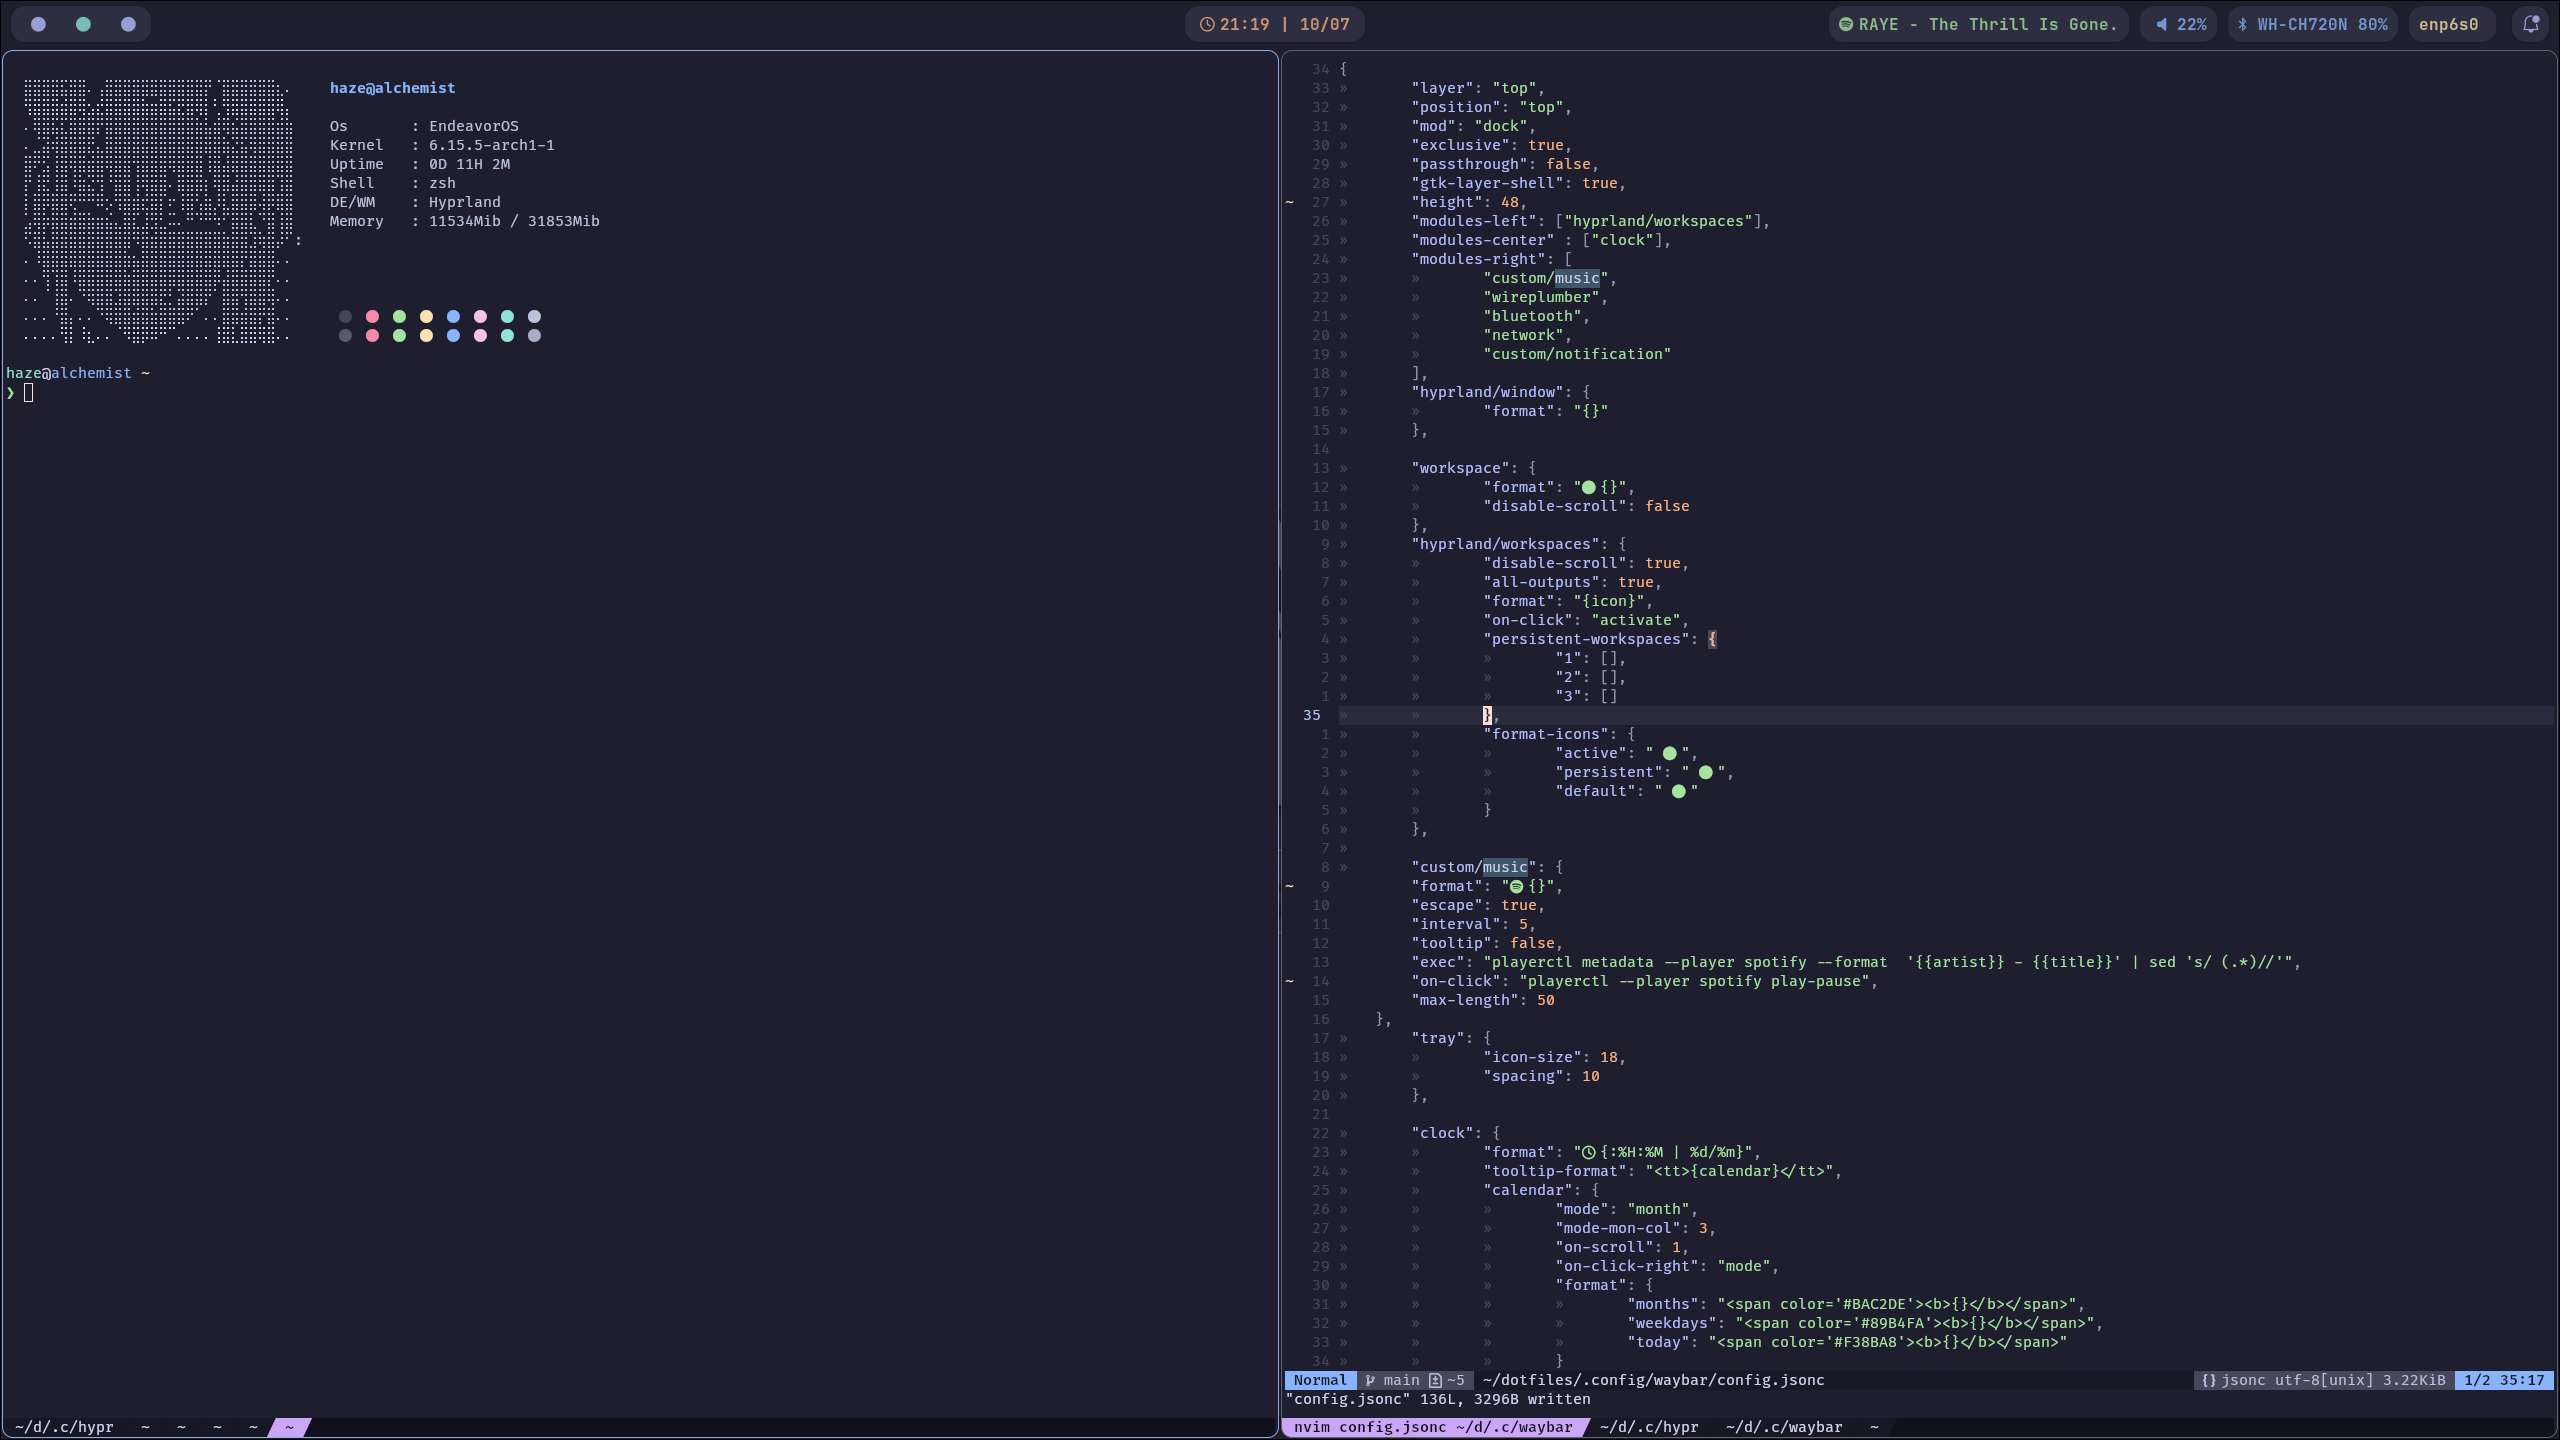 21:19 | 10/07
RAYE - The Thrill Is Gone.
22%
WH-CH720N 80%
enp6s0
haze@alchemist
Os : EndeavorOS
Kernel : 6.15.5-arch1-1
Uptime : 0D 11H 2M
Shell : zsh
DE/WM : Hyprland
Memory : 11534Mib / 31853Mib
haze@alchemist ~
❯
~/d/.c/hypr ~ ~ ~ ~ ~
34 {
33 » "layer": "top",
32 » "position": "top",
31 » "mod": "dock",
30 » "exclusive": true,
29 » "passthrough": false,
28 » "gtk-layer-shell": true,
~ 27 » "height": 48,
26 » "modules-left": ["hyprland/workspaces"],
25 » "modules-center" : ["clock"],
24 » "modules-right": [
23 » » "custom/music",
22 » » "wireplumber",
21 » » "bluetooth",
20 » » "network",
19 » » "custom/notification"
18 » ],
17 » "hyprland/window": {
16 » » "format": "{}"
15 » },
14
13 » "workspace": {
12 » » "format": "● {}",
11 » » "disable-scroll": false
10 » },
9 » "hyprland/workspaces": {
8 » » "disable-scroll": true,
7 » » "all-outputs": true,
6 » » "format": "{icon}",
5 » » "on-click": "activate",
4 » » "persistent-workspaces": {
3 » » » "1": [],
2 » » » "2": [],
1 » » » "3": []
35 » » },
1 » » "format-icons": {
2 » » » "active": " ● ",
3 » » » "persistent": " ● ",
4 » » » "default": " ● "
5 » » }
6 » },
7 »
8 » "custom/music": {
~ 9 "format": " {}",
10 "escape": true,
11 "interval": 5,
12 "tooltip": false,
13 "exec": "playerctl metadata --player spotify --format  '{{artist}} - {{title}}' | sed 's/ (.*)//'",
~ 14 "on-click": "playerctl --player spotify play-pause",
15 "max-length": 50
16 },
17 » "tray": {
18 » » "icon-size": 18,
19 » » "spacing": 10
20 » },
21
22 » "clock": {
23 » » "format": " {:%H:%M | %d/%m}",
24 » » "tooltip-format": "<tt>{calendar}</tt>",
25 » » "calendar": {
26 » » » "mode": "month",
27 » » » "mode-mon-col": 3,
28 » » » "on-scroll": 1,
29 » » » "on-click-right": "mode",
30 » » » "format": {
31 » » » » "months": "<span color='#BAC2DE'><b>{}</b></span>",
32 » » » » "weekdays": "<span color='#89B4FA'><b>{}</b></span>",
33 » » » » "today": "<span color='#F38BA8'><b>{}</b></span>"
34 » » » }
Normal main ~5 ~/dotfiles/.config/waybar/config.jsonc {} jsonc utf-8[unix] 3.22KiB 1/2 35:17
"config.jsonc" 136L, 3296B written
nvim config.jsonc ~/d/.c/waybar ~/d/.c/hypr ~/d/.c/waybar ~